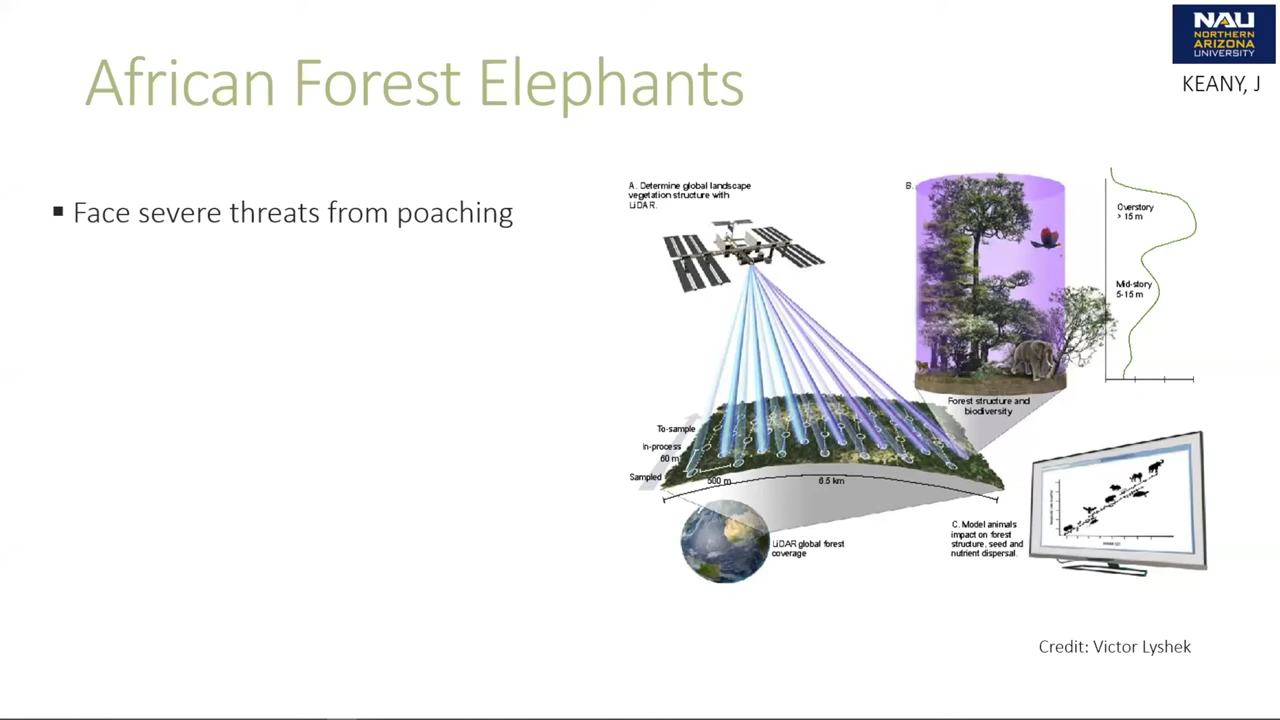 NAU
NORTHERN
ARIZONA
UNIVERSITY
KEANY, J
African Forest Elephants
▪ Face severe threats from poaching
A. Determine global landscape
vegetation structure with
LiDAR.
B.
Overstory
> 15 m
Mid-story
5-15 m
Forest structure and
biodiversity
To-sample
In-process
60 m
Sampled
500 m
6.5 km
LiDAR global forest
coverage
C. Model animals
impact on forest
structure, seed and
nutrient dispersal.
Credit: Victor Lyshek